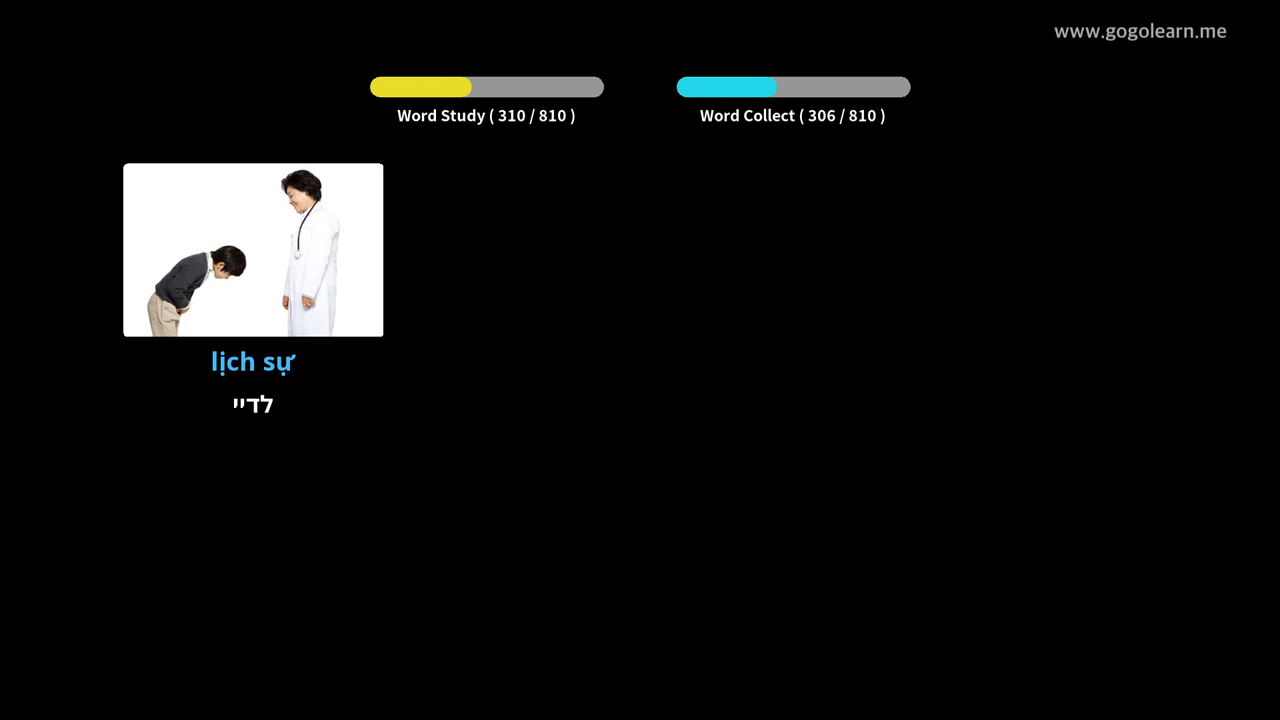 www.gogolearn.me
Word Study ( 310 / 810 )
Word Collect ( 306 / 810 )
lịch sự
לדיי